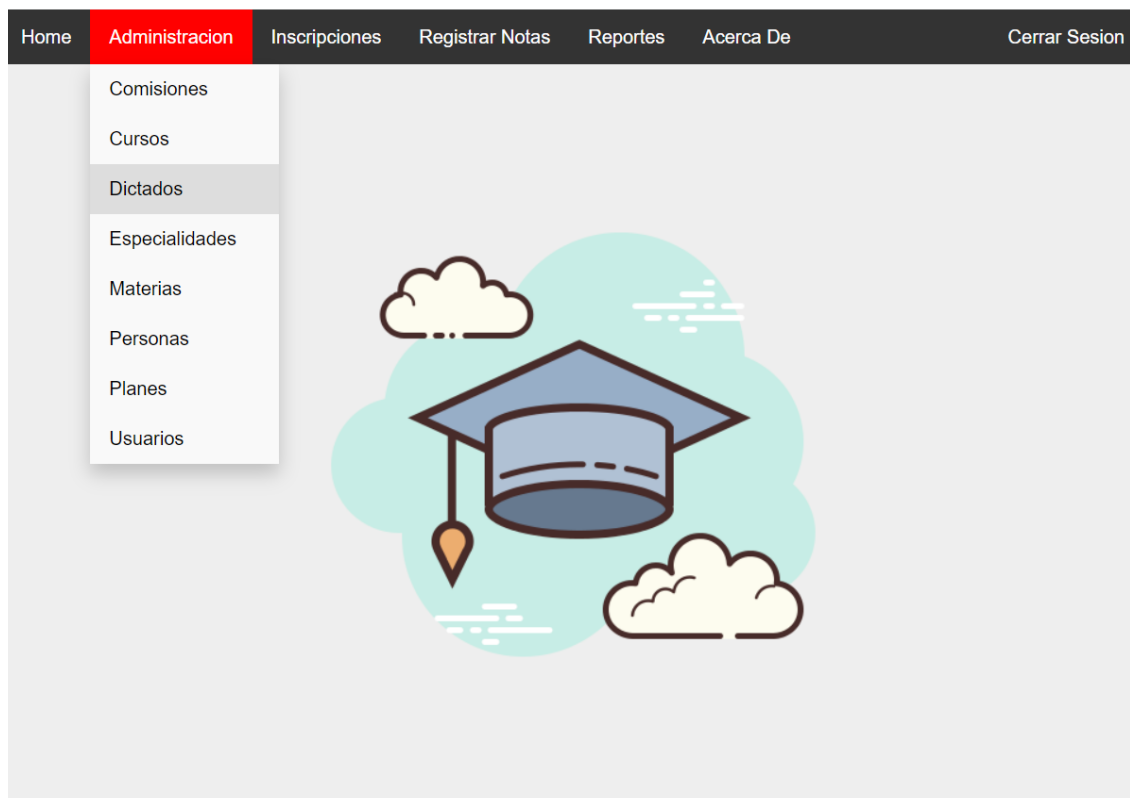 Home Administracion Inscripciones Registrar Notas Reportes Acerca De Cerrar Sesion
Comisiones
Cursos
Dictados
Especialidades
Materias
Personas
Planes
Usuarios